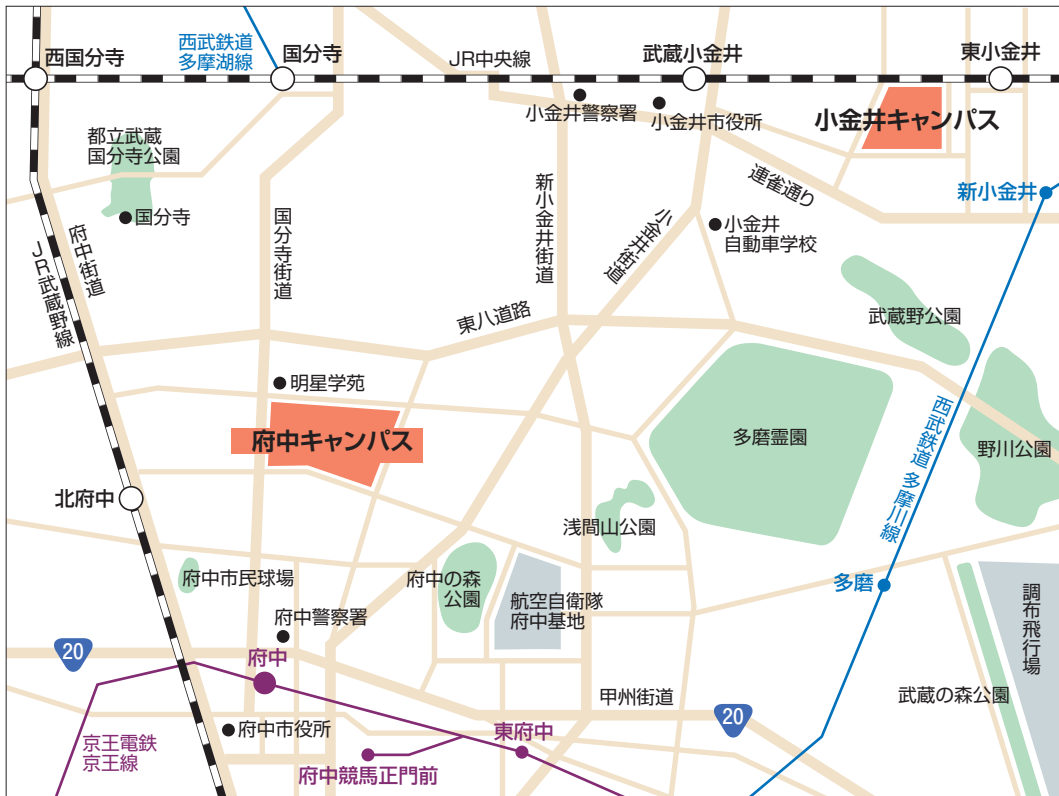 西武鉄道
多摩湖線
西国分寺
国分寺
JR中央線
武蔵小金井
東小金井
小金井警察署
小金井市役所
小金井キャンパス
都立武蔵
国分寺公園
国分寺
連雀通り
新小金井
府中街道
JR武蔵野線
国分寺街道
新小金井街道
小金井街道
小金井
自動車学校
東八道路
武蔵野公園
明星学苑
府中キャンパス
多磨霊園
西武鉄道 多摩川線
野川公園
北府中
浅間山公園
府中市民球場
府中の森
公園
航空自衛隊
府中基地
多磨
調布飛行場
府中警察署
20
府中
甲州街道
武蔵の森公園
20
府中市役所
東府中
京王電鉄
京王線
府中競馬正門前